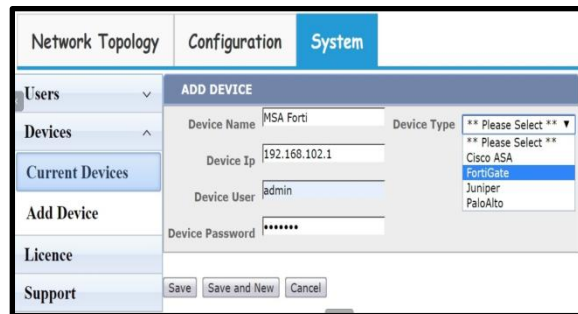 Network Topology
Configuration
System
Users
Devices
Current Devices
Add Device
Licence
Support
ADD DEVICE
Device Name MSA Forti
Device Ip 192.168.102.1
Device User admin
Device Password •••••••
Device Type ** Please Select **
** Please Select **
Cisco ASA
FortiGate
Juniper
PaloAlto
Save Save and New Cancel